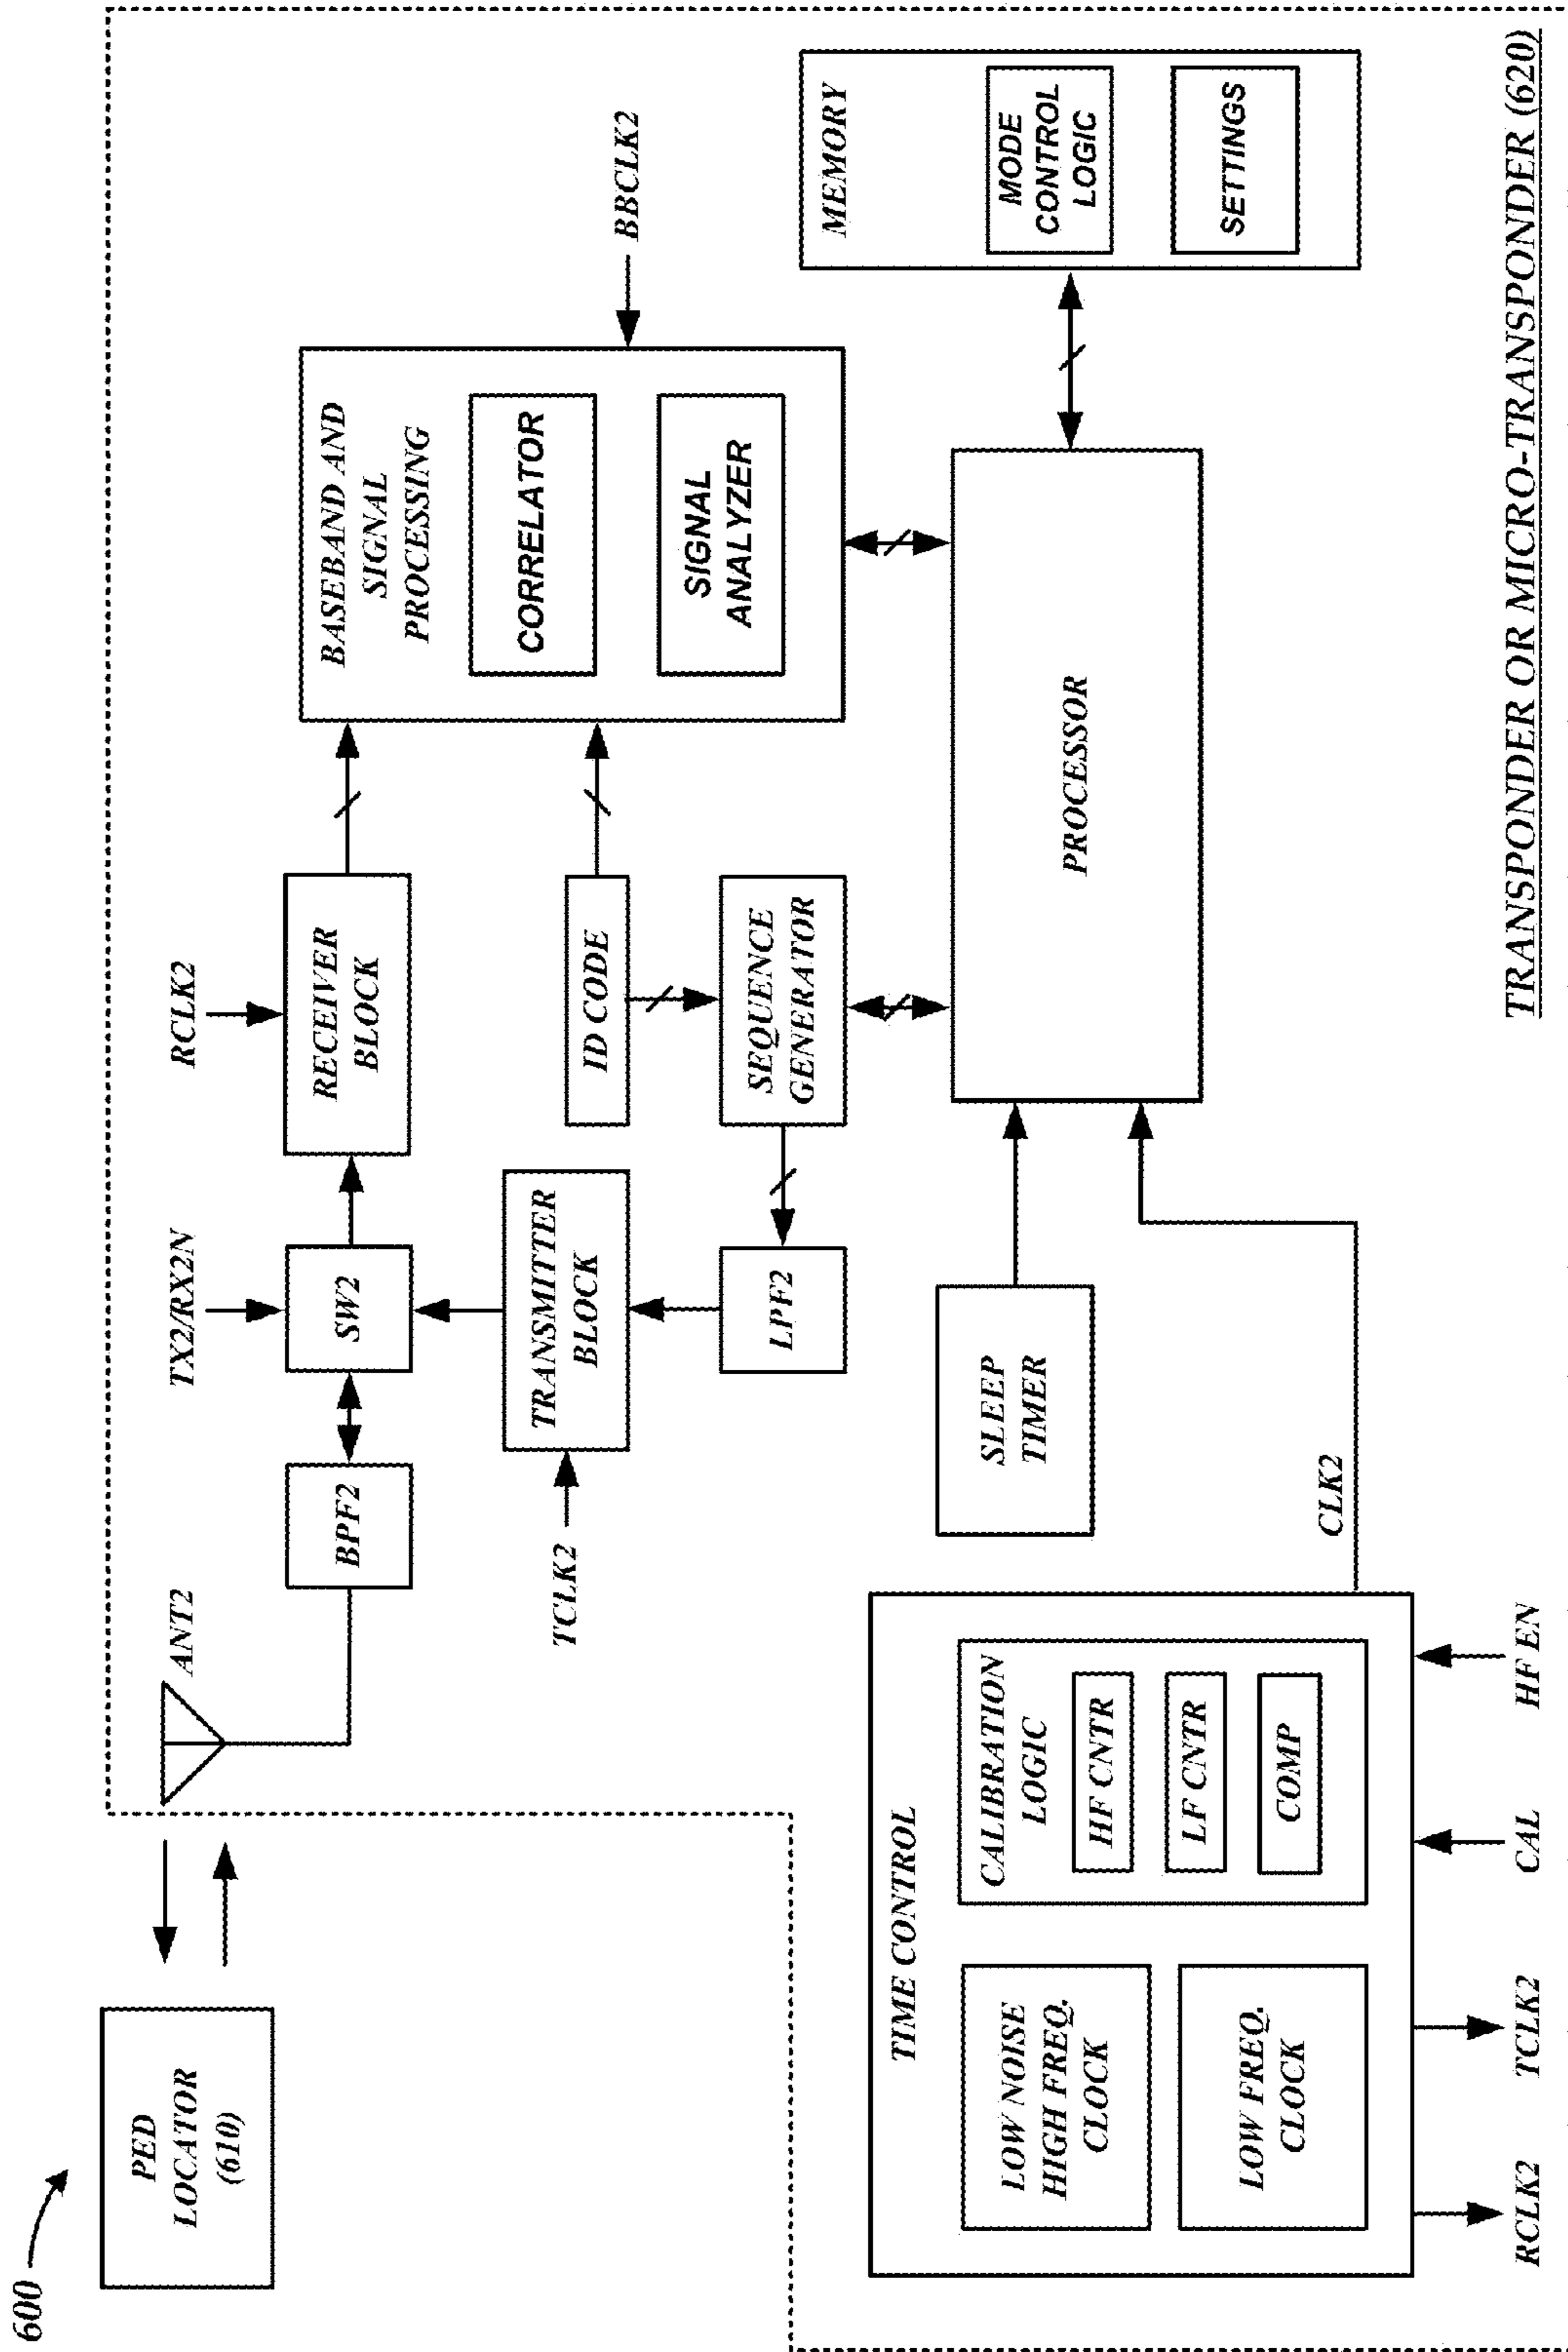 600
PED
LOCATOR
(610)
ANT2
BPF2
TX2/RX2N
SW2
RCLK2
RECEIVER
BLOCK
BASEBAND AND
SIGNAL
PROCESSING
CORRELATOR
SIGNAL
ANALYZER
BBCLK2
TCLK2
TRANSMITTER
BLOCK
ID CODE
LPF2
SEQUENCE
GENERATOR
MEMORY
MODE
CONTROL
LOGIC
SETTINGS
SLEEP
TIMER
PROCESSOR
TIME CONTROL
LOW NOISE
HIGH FREQ.
CLOCK
LOW FREQ.
CLOCK
CALIBRATION
LOGIC
HF CNTR
LF CNTR
COMP
CLK2
RCLK2
TCLK2
CAL
HF EN
TRANSPONDER OR MICRO-TRANSPONDER (620)